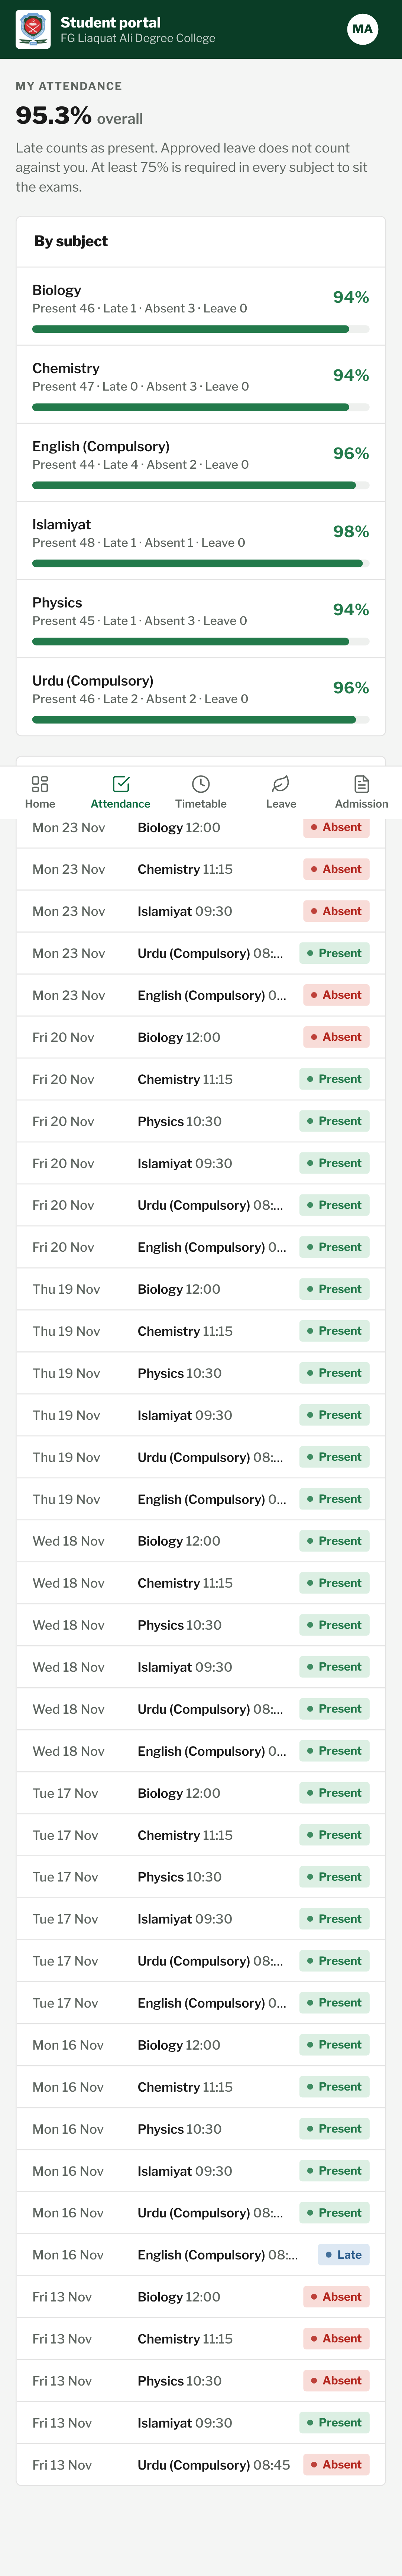 Student portal
FG Liaquat Ali Degree College
MA
MY ATTENDANCE
95.3% overall
Late counts as present. Approved leave does not count
against you. At least 75% is required in every subject to sit
the exams.
By subject
Biology
Present 46 · Late 1 · Absent 3 · Leave 0
94%
Chemistry
Present 47 · Late 0 · Absent 3 · Leave 0
94%
English (Compulsory)
Present 44 · Late 4 · Absent 2 · Leave 0
96%
Islamiyat
Present 48 · Late 1 · Absent 1 · Leave 0
98%
Physics
Present 45 · Late 1 · Absent 3 · Leave 0
94%
Urdu (Compulsory)
Present 46 · Late 2 · Absent 2 · Leave 0
96%
Home Attendance Timetable Leave Admission
Mon 23 Nov Biology 12:00 Absent
Mon 23 Nov Chemistry 11:15 Absent
Mon 23 Nov Islamiyat 09:30 Absent
Mon 23 Nov Urdu (Compulsory) 08:... Present
Mon 23 Nov English (Compulsory) 0... Absent
Fri 20 Nov Biology 12:00 Absent
Fri 20 Nov Chemistry 11:15 Present
Fri 20 Nov Physics 10:30 Present
Fri 20 Nov Islamiyat 09:30 Present
Fri 20 Nov Urdu (Compulsory) 08:... Present
Fri 20 Nov English (Compulsory) 0... Present
Thu 19 Nov Biology 12:00 Present
Thu 19 Nov Chemistry 11:15 Present
Thu 19 Nov Physics 10:30 Present
Thu 19 Nov Islamiyat 09:30 Present
Thu 19 Nov Urdu (Compulsory) 08:... Present
Thu 19 Nov English (Compulsory) 0... Present
Wed 18 Nov Biology 12:00 Present
Wed 18 Nov Chemistry 11:15 Present
Wed 18 Nov Physics 10:30 Present
Wed 18 Nov Islamiyat 09:30 Present
Wed 18 Nov Urdu (Compulsory) 08:... Present
Wed 18 Nov English (Compulsory) 0... Present
Tue 17 Nov Biology 12:00 Present
Tue 17 Nov Chemistry 11:15 Present
Tue 17 Nov Physics 10:30 Present
Tue 17 Nov Islamiyat 09:30 Present
Tue 17 Nov Urdu (Compulsory) 08:... Present
Tue 17 Nov English (Compulsory) 0... Present
Mon 16 Nov Biology 12:00 Present
Mon 16 Nov Chemistry 11:15 Present
Mon 16 Nov Physics 10:30 Present
Mon 16 Nov Islamiyat 09:30 Present
Mon 16 Nov Urdu (Compulsory) 08:... Present
Mon 16 Nov English (Compulsory) 08:... Late
Fri 13 Nov Biology 12:00 Absent
Fri 13 Nov Chemistry 11:15 Absent
Fri 13 Nov Physics 10:30 Absent
Fri 13 Nov Islamiyat 09:30 Present
Fri 13 Nov Urdu (Compulsory) 08:45 Absent